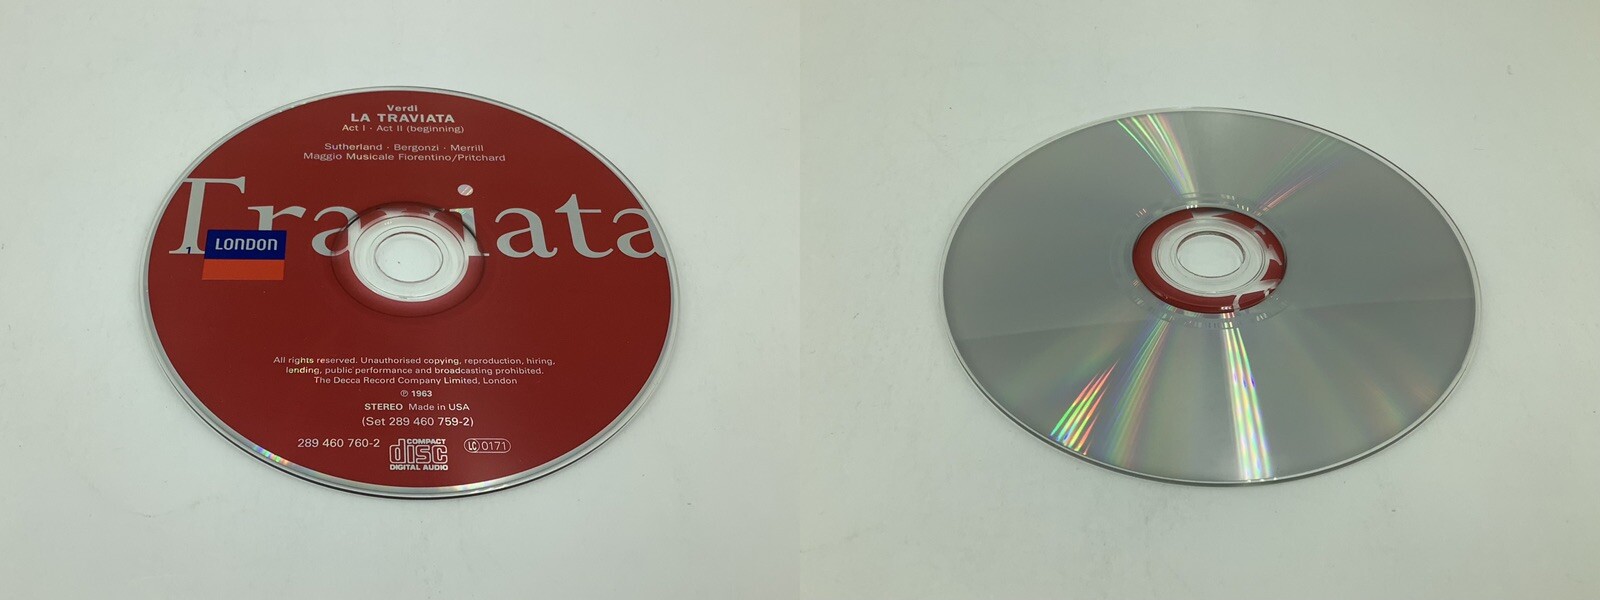 Verdi
LA TRAVIATA
Act I · Act II (beginning)
Sutherland · Bergonzi · Merrill
Maggio Musicale Fiorentino/Pritchard
Traviata
1
LONDON
All rights reserved. Unauthorised copying, reproduction, hiring,
lending, public performance and broadcasting prohibited.
The Decca Record Company Limited, London
℗ 1963
STEREO Made in USA
(Set 289 460 759-2)
289 460 760-2
COMPACT
disc
DIGITAL AUDIO
LC 0171